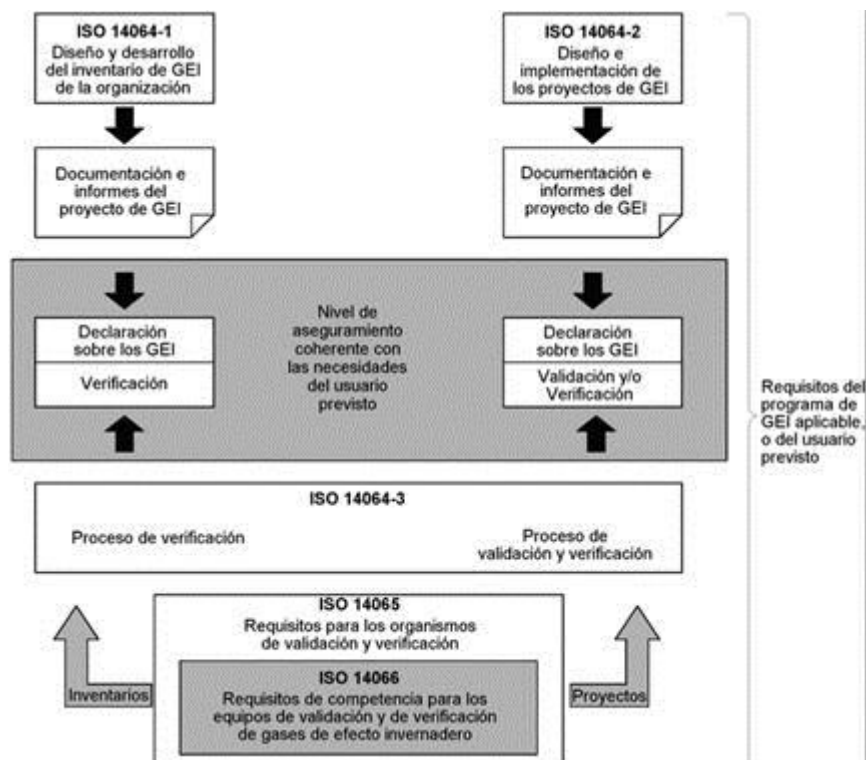 ISO 14064-1
Diseño y desarrollo
del inventario de GEI
de la organización
ISO 14064-2
Diseño e
implementación de
los proyectos de GEI
Documentación e
informes del
proyecto de GEI
Documentación e
informes del
proyecto de GEI
Declaración
sobre los GEI
Verificación
Nivel de
aseguramiento
coherente con
las necesidades
del usuario
previsto
Declaración
sobre los GEI
Validación y/o
Verificación
Requisitos del
programa de
GEI aplicable,
o del usuario
previsto
ISO 14064-3
Proceso de verificación
Proceso de
validación y verificación
ISO 14065
Requisitos para los organismos
de validación y verificación
Inventarios
ISO 14066
Requisitos de competencia para los
equipos de validación y de verificación
de gases de efecto invernadero
Proyectos